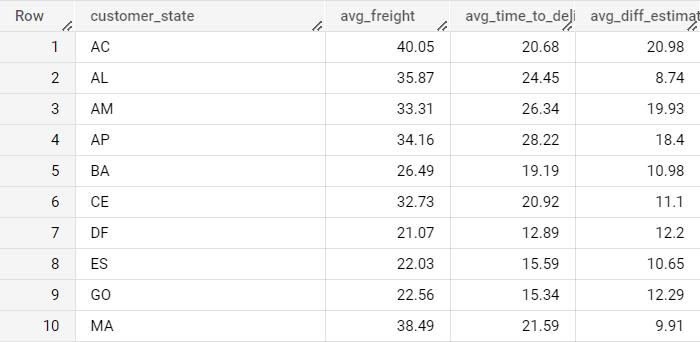 Row customer_state avg_freight avg_time_to_deli avg_diff_estimat
1 AC 40.05 20.68 20.98
2 AL 35.87 24.45 8.74
3 AM 33.31 26.34 19.93
4 AP 34.16 28.22 18.4
5 BA 26.49 19.19 10.98
6 CE 32.73 20.92 11.1
7 DF 21.07 12.89 12.2
8 ES 22.03 15.59 10.65
9 GO 22.56 15.34 12.29
10 MA 38.49 21.59 9.91